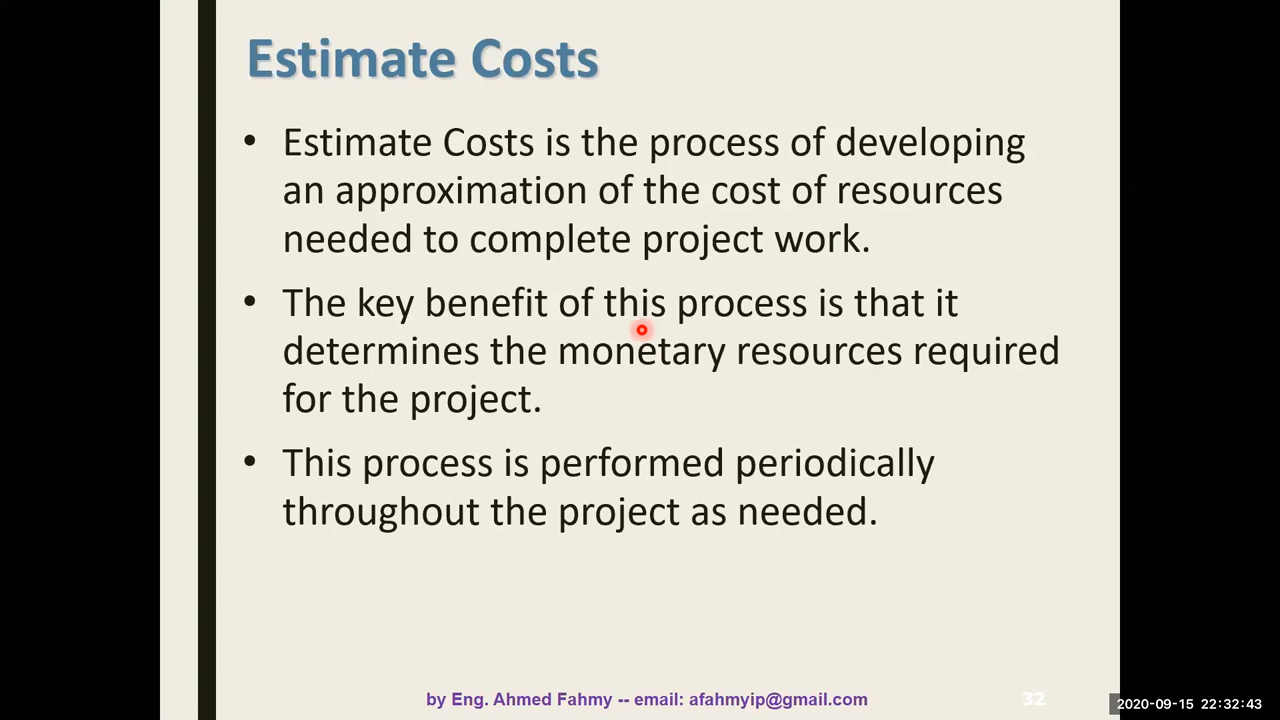 Estimate Costs
• Estimate Costs is the process of developing
an approximation of the cost of resources
needed to complete project work.
• The key benefit of this process is that it
determines the monetary resources required
for the project.
• This process is performed periodically
throughout the project as needed.
by Eng. Ahmed Fahmy -- email: afahmyip@gmail.com
32
2020-09-15 22:32:43